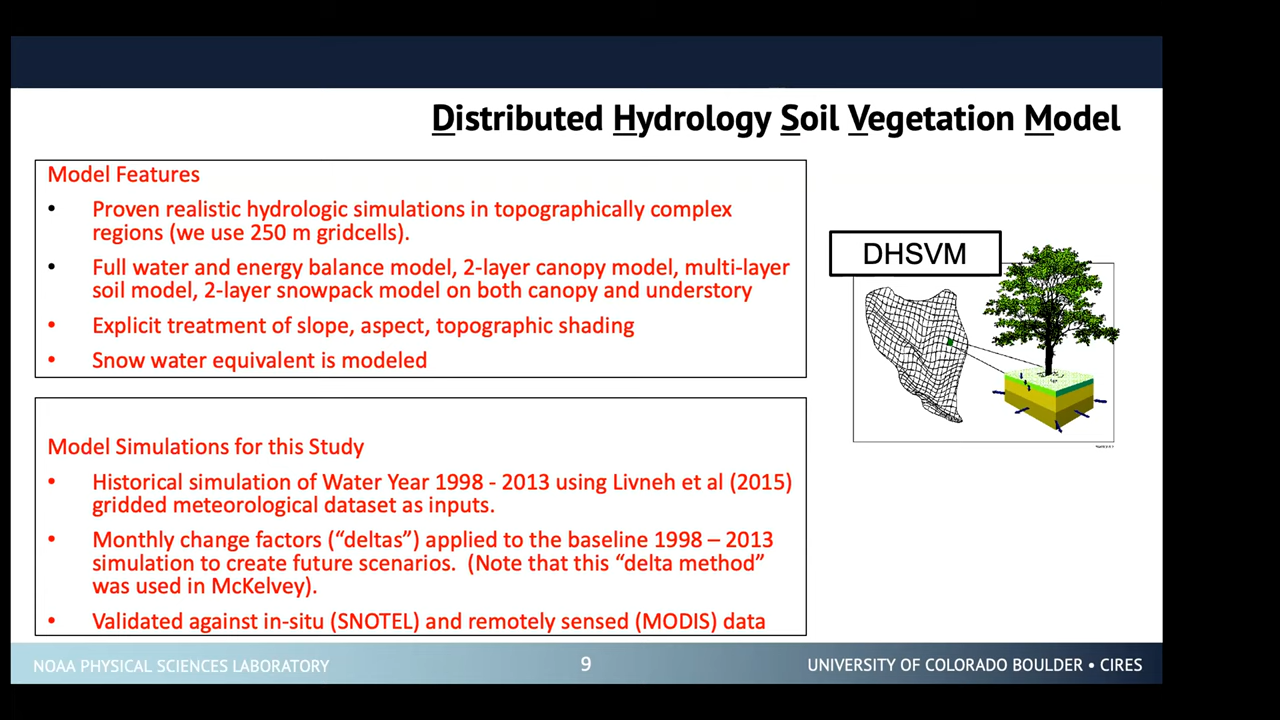 Distributed Hydrology Soil Vegetation Model
Model Features
• Proven realistic hydrologic simulations in topographically complex
regions (we use 250 m gridcells).
• Full water and energy balance model, 2-layer canopy model, multi-layer
soil model, 2-layer snowpack model on both canopy and understory
• Explicit treatment of slope, aspect, topographic shading
• Snow water equivalent is modeled
DHSVM
Model Simulations for this Study
• Historical simulation of Water Year 1998 - 2013 using Livneh et al (2015)
gridded meteorological dataset as inputs.
• Monthly change factors (“deltas”) applied to the baseline 1998 – 2013
simulation to create future scenarios. (Note that this “delta method”
was used in McKelvey).
• Validated against in-situ (SNOTEL) and remotely sensed (MODIS) data
NOAA PHYSICAL SCIENCES LABORATORY
9
UNIVERSITY OF COLORADO BOULDER • CIRES